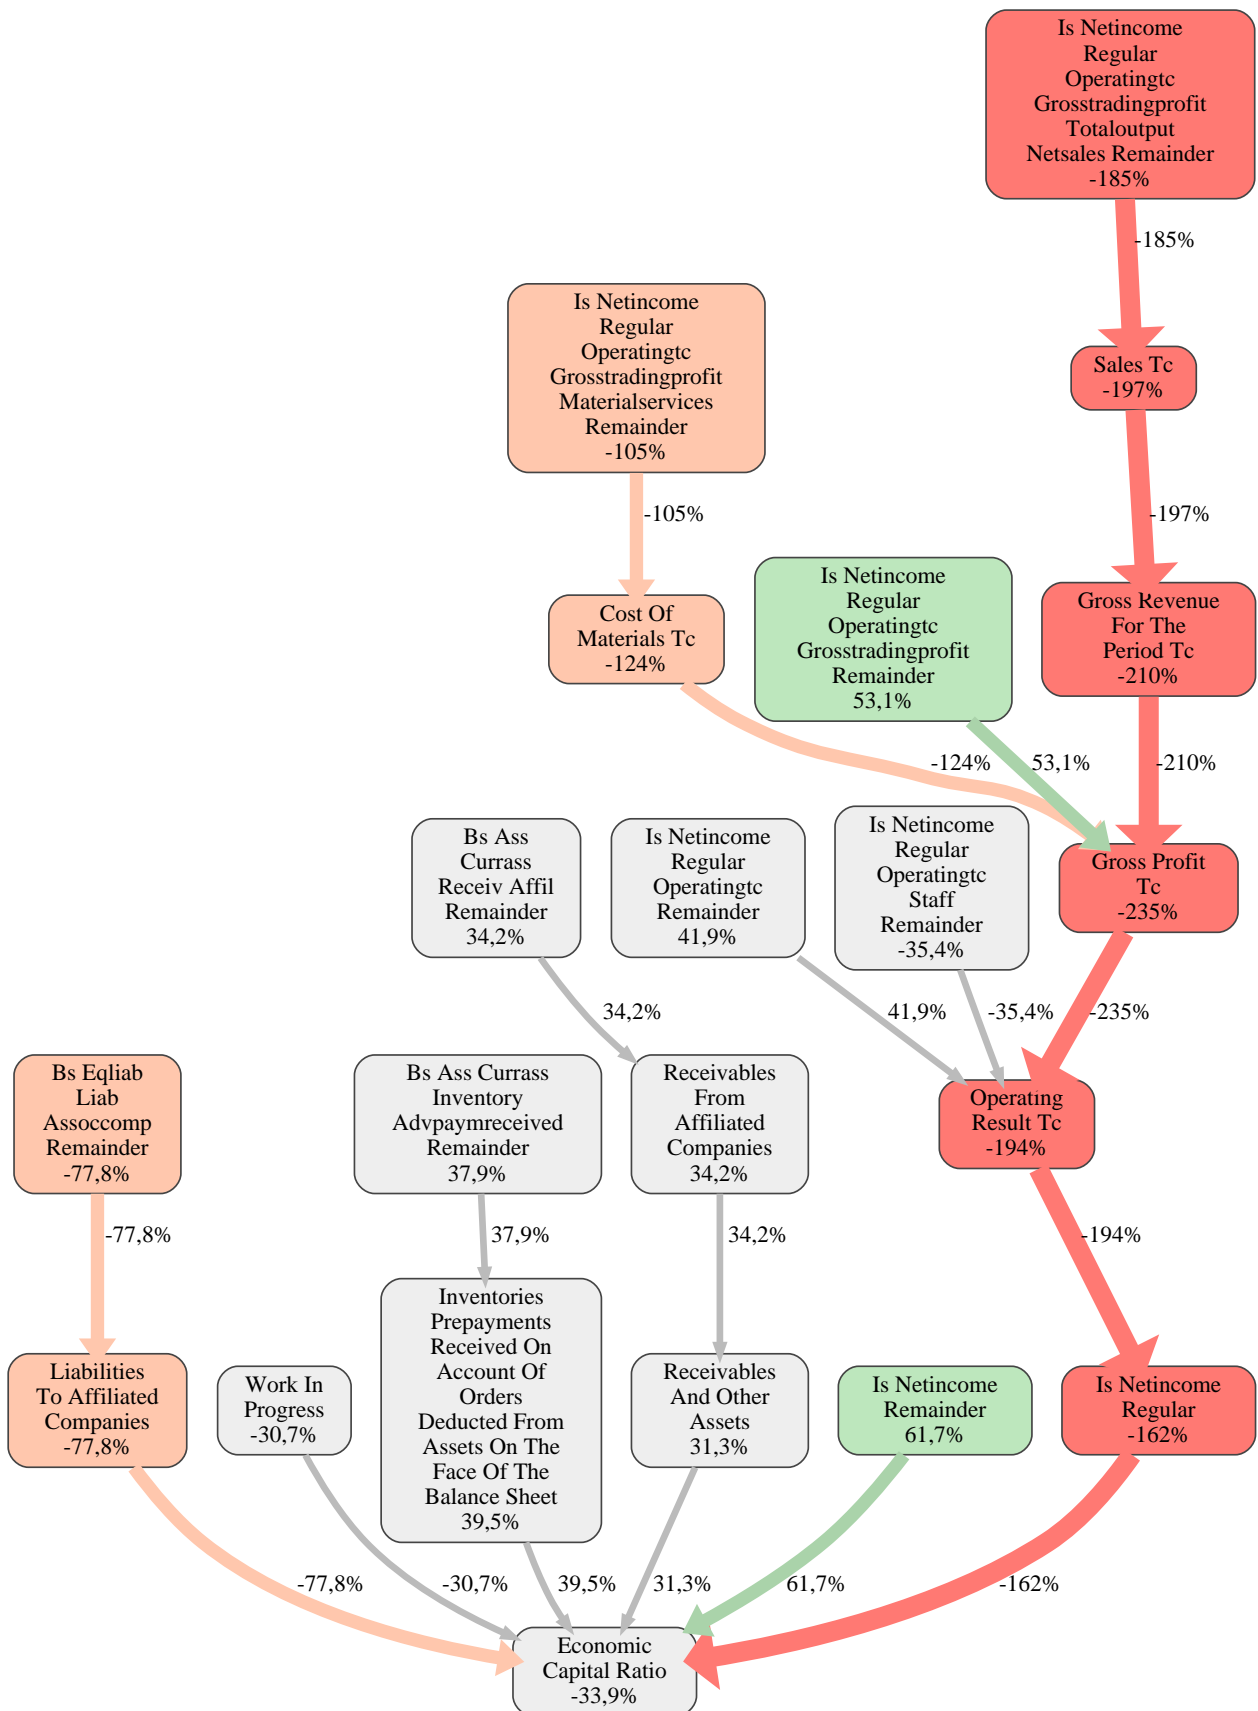 Is Netincome
Regular
Operatingtc
Grosstradingprofit
Totaloutput
Netsales Remainder
-185%
-185%
Is Netincome
Regular
Operatingtc
Grosstradingprofit
Materialservices
Remainder
-105%
Sales Tc
-197%
-105%
-197%
Is Netincome
Regular
Operatingtc
Grosstradingprofit
Remainder
53,1%
Cost Of
Materials Tc
-124%
Gross Revenue
For The
Period Tc
-210%
-124%
53,1%
-210%
Bs Ass
Currass
Receiv Affil
Remainder
34,2%
Is Netincome
Regular
Operatingtc
Remainder
41,9%
Is Netincome
Regular
Operatingtc
Staff
Remainder
-35,4%
Gross Profit
Tc
-235%
34,2%
41,9%
-35,4%
-235%
Bs Eqliab
Liab
Assoccomp
Remainder
-77,8%
Bs Ass Currass
Inventory
Advpaymreceived
Remainder
37,9%
Receivables
From
Affiliated
Companies
34,2%
Operating
Result Tc
-194%
-77,8%
37,9%
34,2%
-194%
Liabilities
To Affiliated
Companies
-77,8%
Work In
Progress
-30,7%
Inventories
Prepayments
Received On
Account Of
Orders
Deducted From
Assets On The
Face Of The
Balance Sheet
39,5%
Receivables
And Other
Assets
31,3%
Is Netincome
Remainder
61,7%
Is Netincome
Regular
-162%
-77,8%
-30,7%
39,5%
31,3%
61,7%
-162%
Economic
Capital Ratio
-33,9%